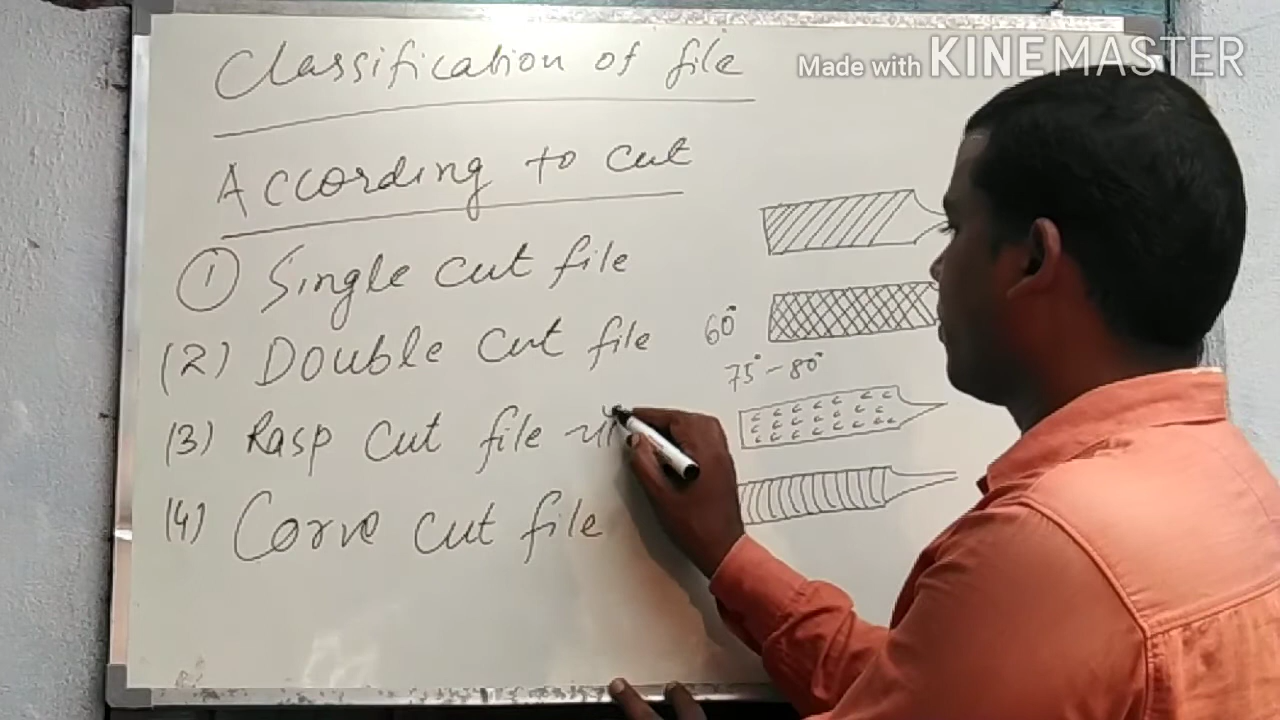 Made with KINEMASTER
Classification of file
According to cut
① Single cut file
(2) Double cut file
60°
75° - 80°
(3) Rasp cut file
(4) Corve cut file